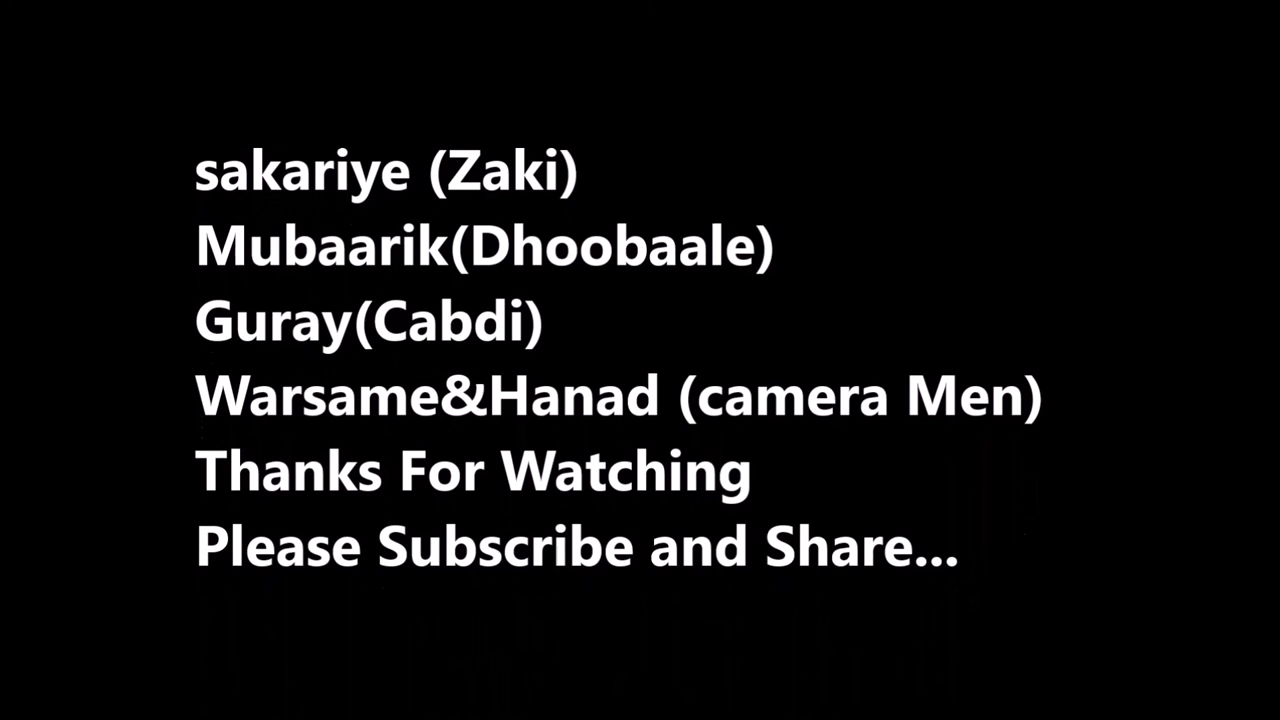 sakariye (Zaki)
Mubaarik(Dhoobaale)
Guray(Cabdi)
Warsame&Hanad (camera Men)
Thanks For Watching
Please Subscribe and Share...